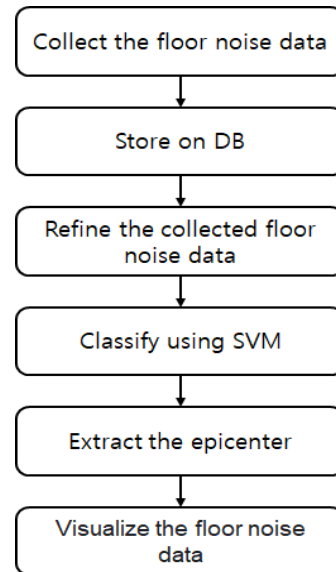 Collect the floor noise data
Store on DB
Refine the collected floor
noise data
Classify using SVM
Extract the epicenter
Visualize the floor noise
data